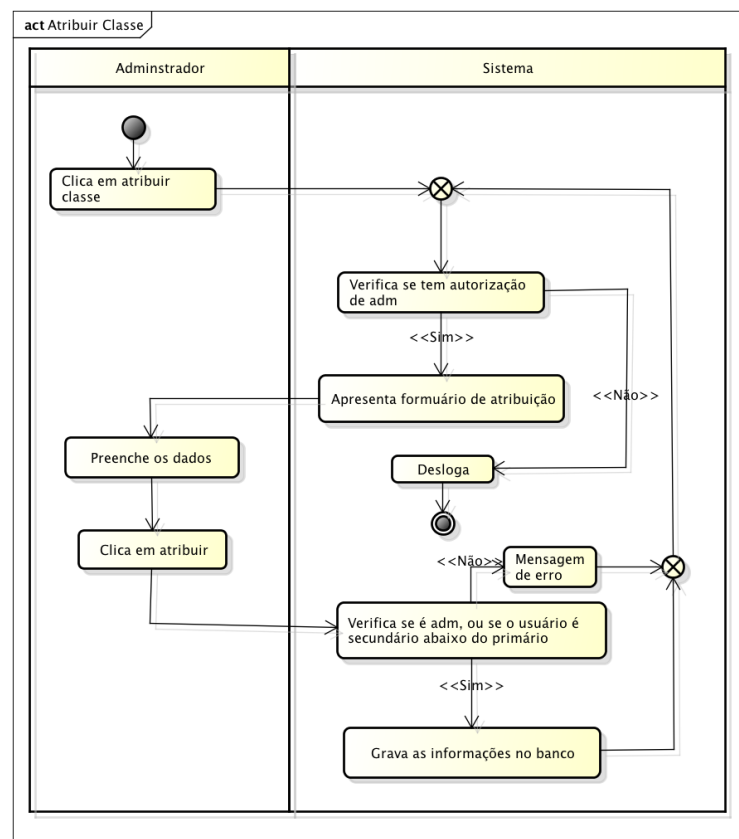 act Atribuir Classe
Adminstrador
Sistema
Clica em atribuir
classe
Verifica se tem autorização
de adm
<<Sim>>
Apresenta formuário de atribuição
<<Não>>
Preenche os dados
Desloga
Clica em atribuir
<<Não>>
Mensagem
de erro
Verifica se é adm, ou se o usuário é
secundário abaixo do primário
<<Sim>>
Grava as informações no banco